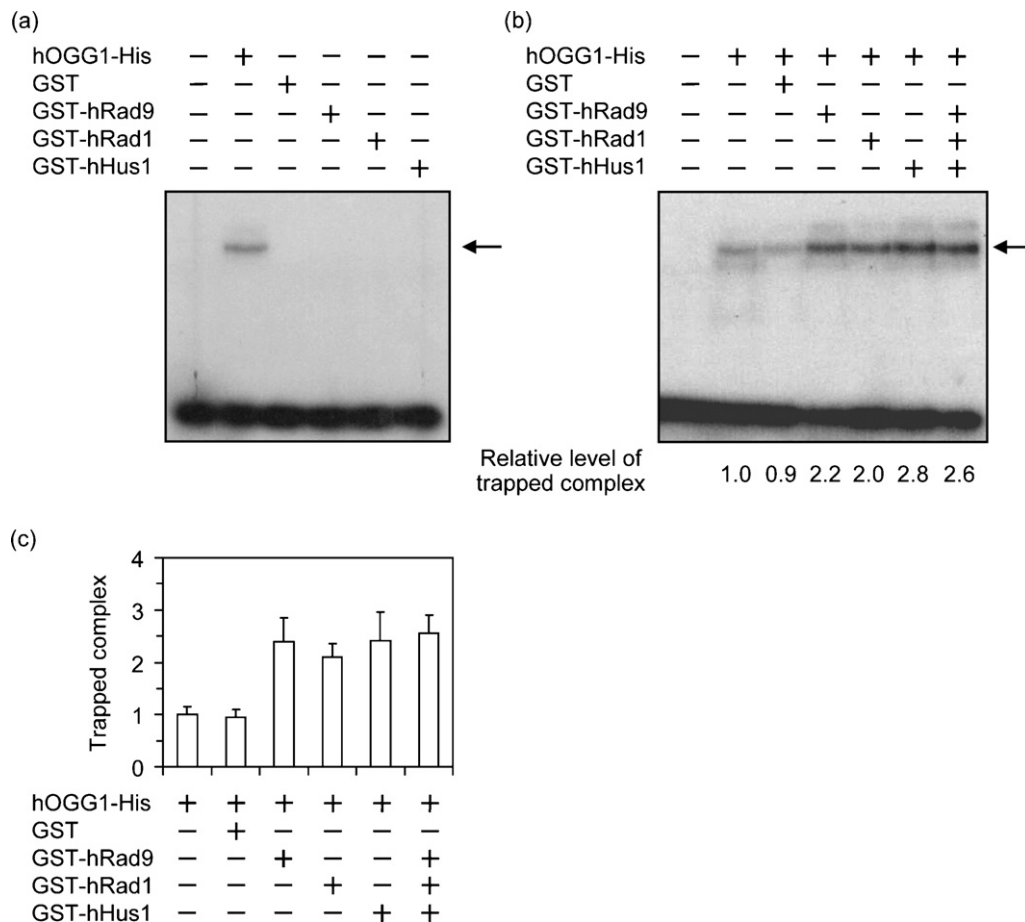 (a)
hOGG1-His − + − − − −
GST − − + − − −
GST-hRad9 − − − + − −
GST-hRad1 − − − − + −
GST-hHus1 − − − − − +
(b)
hOGG1-His − + + + + + +
GST − − + − − − −
GST-hRad9 − − − + − − +
GST-hRad1 − − − − + − +
GST-hHus1 − − − − − + +
Relative level of
trapped complex 1.0 0.9 2.2 2.0 2.8 2.6
(c)
Trapped complex
4
3
2
1
0
hOGG1-His + + + + + +
GST − + − − − −
GST-hRad9 − − + − − +
GST-hRad1 − − − + − +
GST-hHus1 − − − − + +